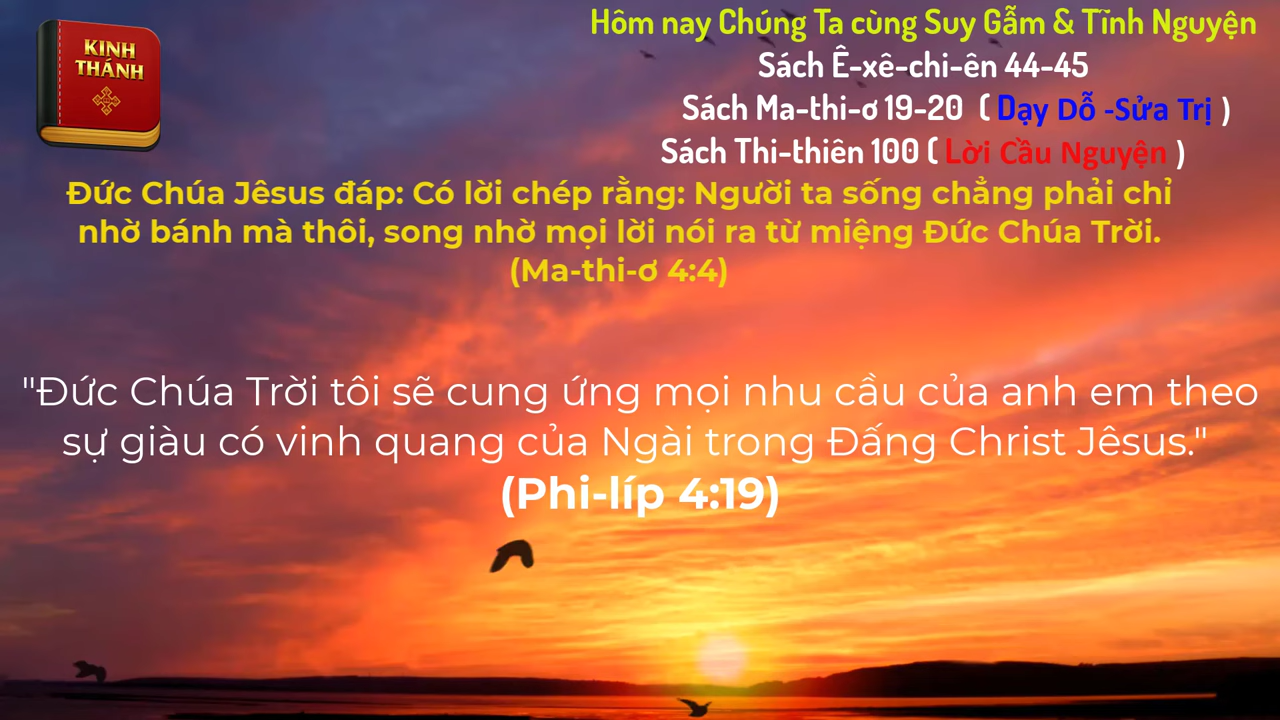 KINH
THÁNH
Hôm nay Chúng Ta cùng Suy Gẫm & Tĩnh Nguyện
Sách Ê-xê-chi-ên 44-45
Sách Ma-thi-ơ 19-20 ( Dạy Dỗ -Sửa Trị )
Sách Thi-thiên 100 ( Lời Cầu Nguyện )
Đức Chúa Jêsus đáp: Có lời chép rằng: Người ta sống chẳng phải chỉ
nhờ bánh mà thôi, song nhờ mọi lời nói ra từ miệng Đức Chúa Trời.
(Ma-thi-ơ 4:4)
"Đức Chúa Trời tôi sẽ cung ứng mọi nhu cầu của anh em theo
sự giàu có vinh quang của Ngài trong Đấng Christ Jêsus."
(Phi-líp 4:19)